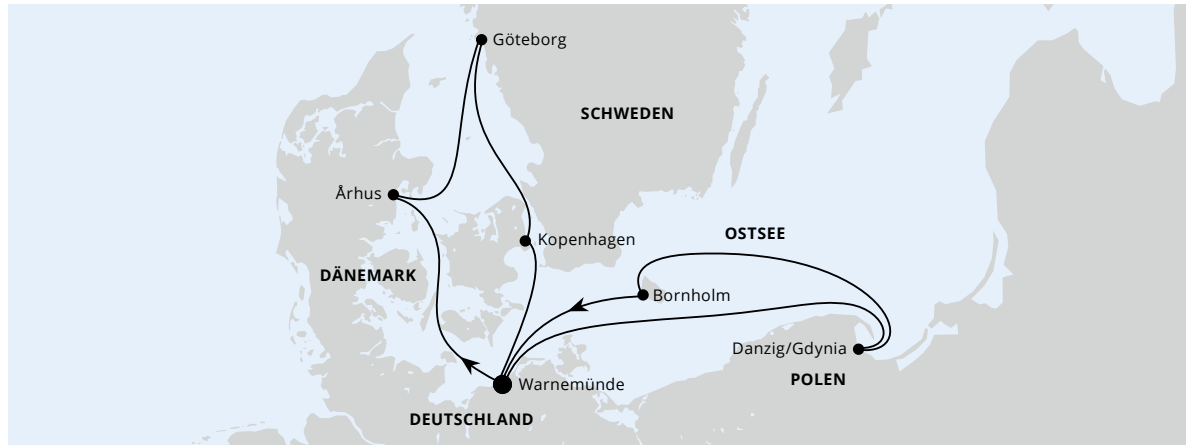 Göteborg
SCHWEDEN
Århus
Kopenhagen
OSTSEE
DÄNEMARK
Bornholm
Danzig/Gdynia
POLEN
Warnemünde
DEUTSCHLAND